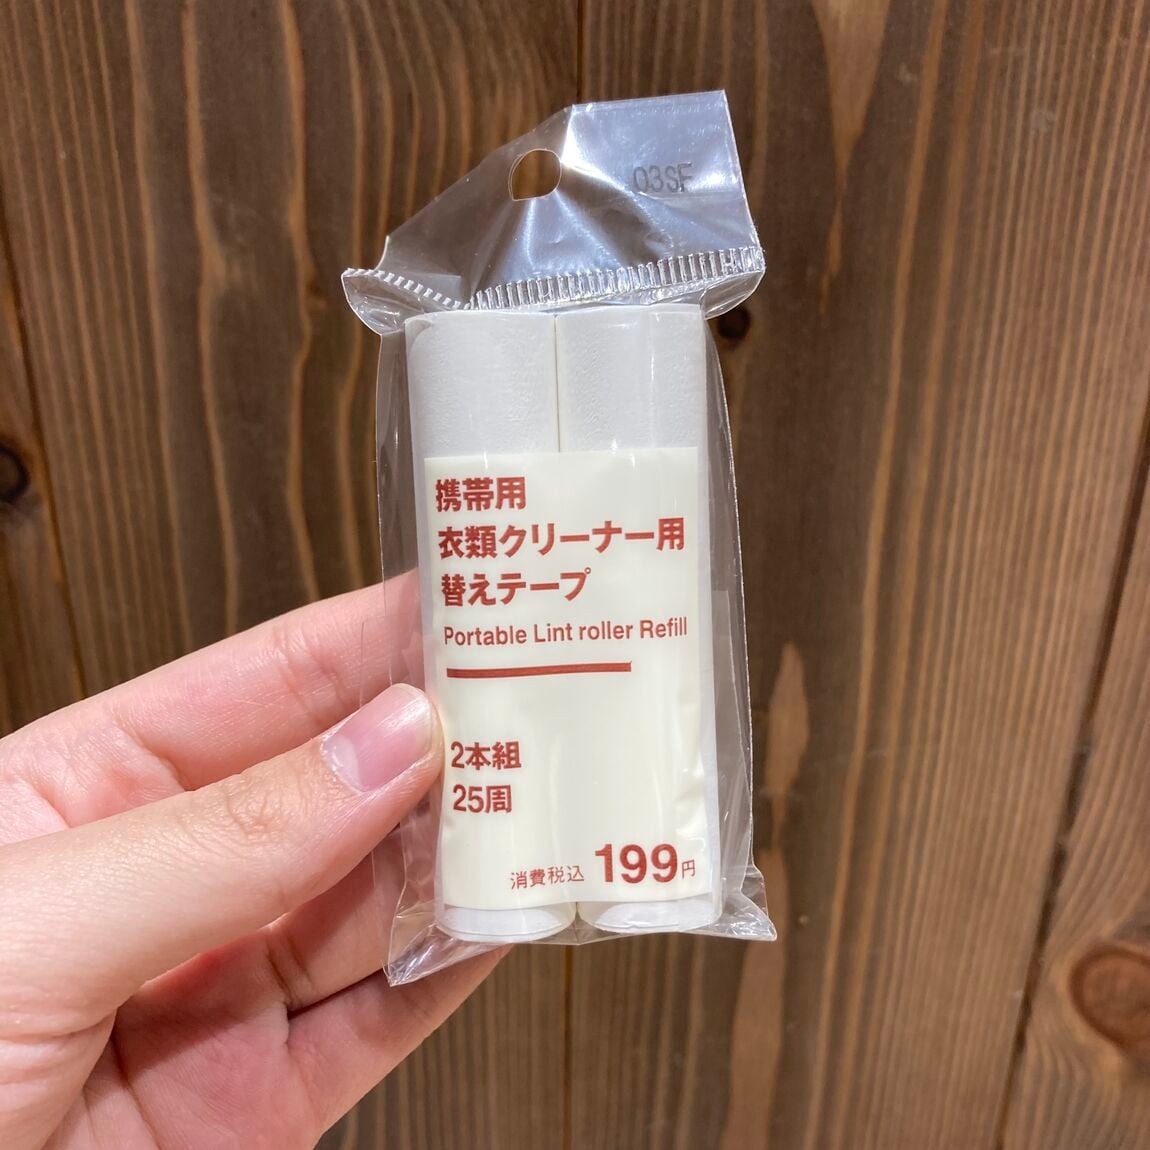 03SF
携帯用
衣類クリーナー用
替えテープ
Portable Lint roller Refill
2本組
25周
消費税込 199円